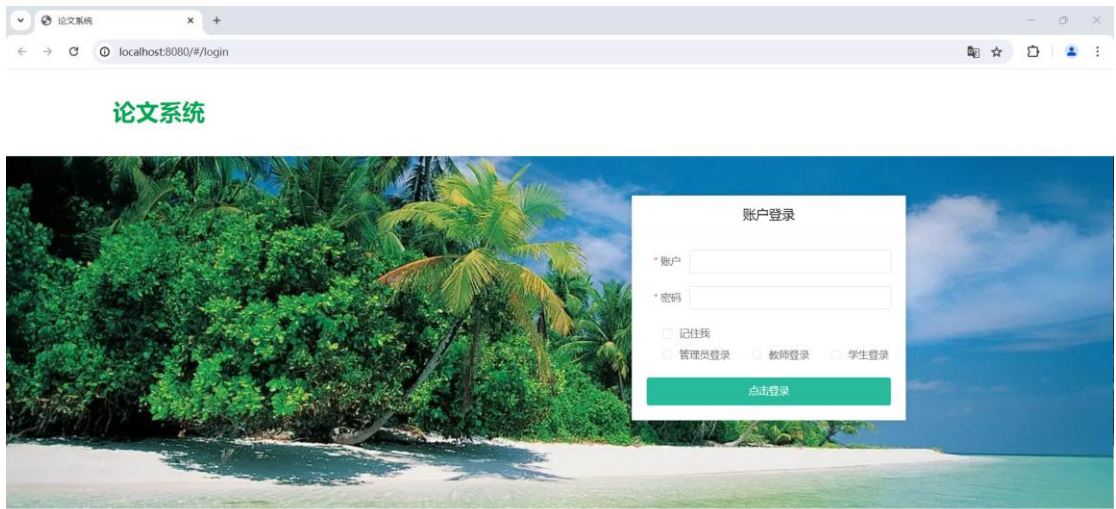 论文系统
localhost:8080/#/login
论文系统
账户登录
* 账户
* 密码
记住我
管理员登录 教师登录 学生登录
点击登录